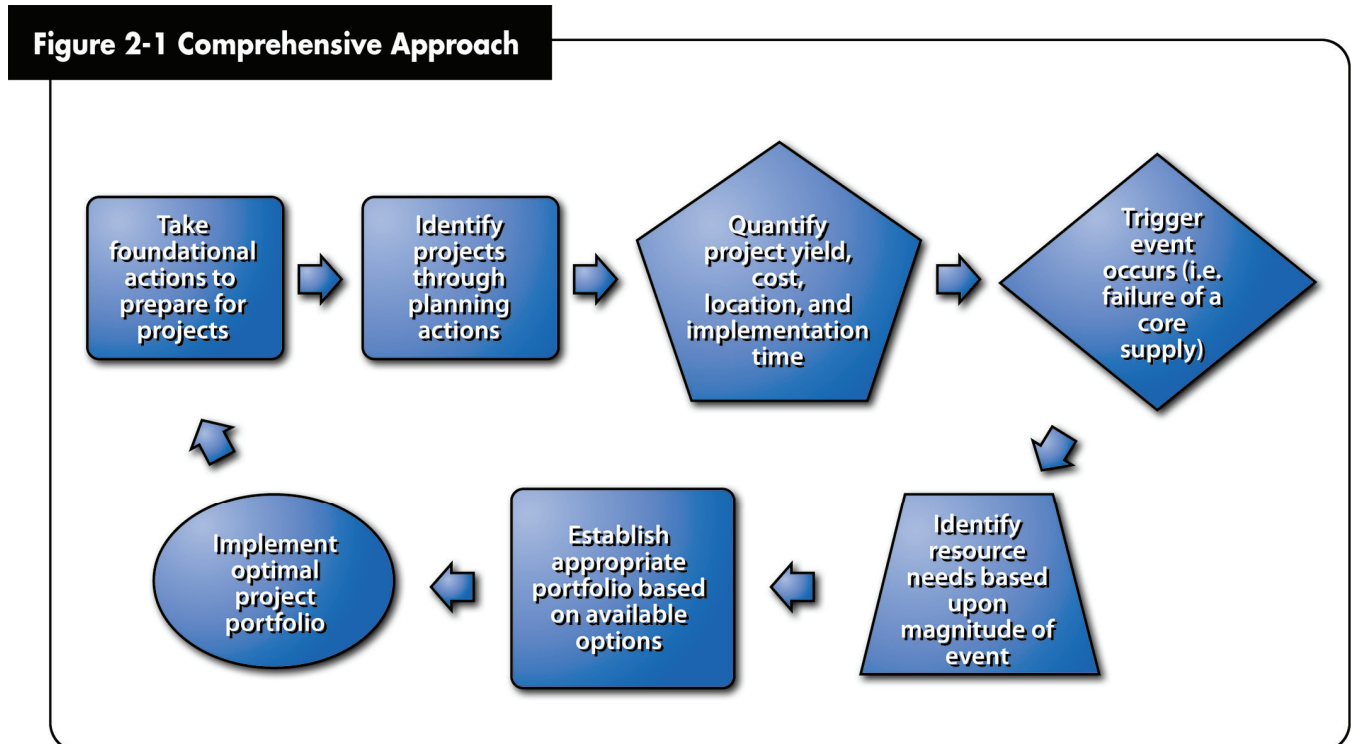 Figure 2-1 Comprehensive Approach
Take
foundational
actions to
prepare for
projects
Identify
projects
through
planning
actions
Quantify
project yield,
cost,
location, and
implementation
time
Trigger
event
occurs (i.e.
failure of a
core
supply)
Identify
resource
needs based
upon
magnitude of
event
Establish
appropriate
portfolio based
on available
options
Implement
optimal
project
portfolio